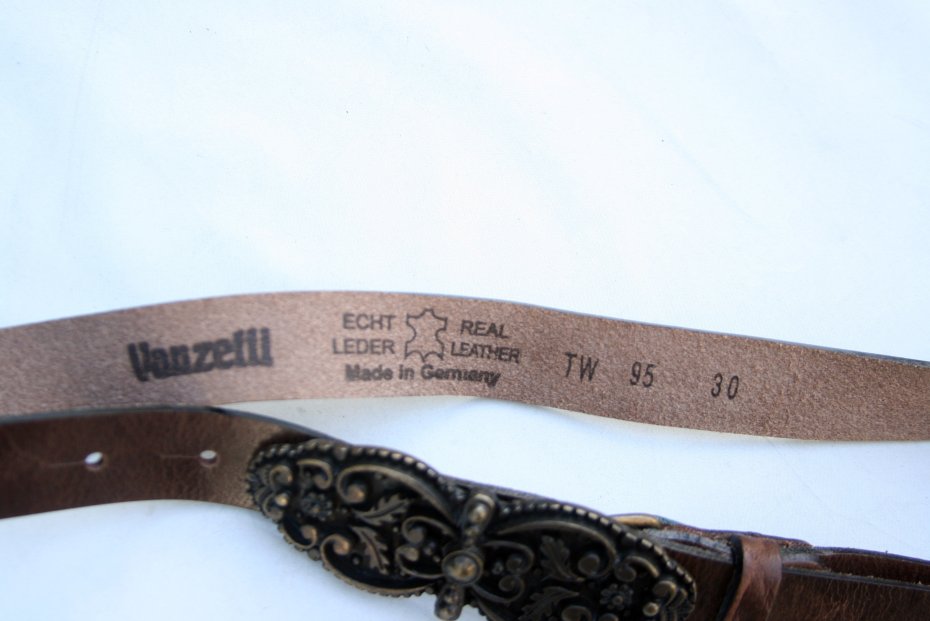 Vanzetti
ECHT LEDER
REAL LEATHER
Made in Germany
TW 95 30